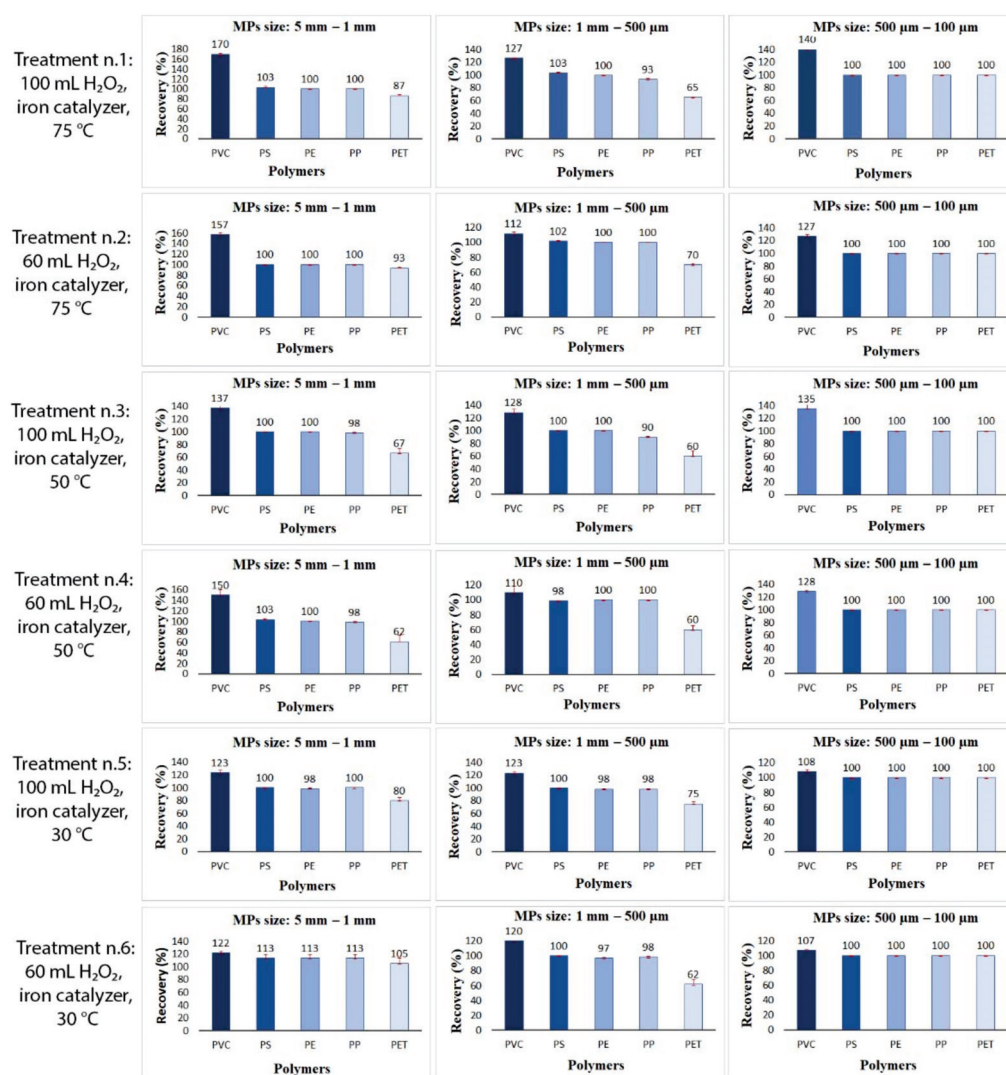 Treatment n.1:
100 mL H₂O₂,
iron catalyzer,
75 °C
MPs size: 5 mm – 1 mm
Recovery (%)
180
160
140
120
100
80
60
40
20
0
170
103
100
100
87
PVC PS PE PP PET
Polymers
MPs size: 1 mm – 500 µm
Recovery (%)
140
120
100
80
60
40
20
0
127
103
100
93
65
PVC PS PE PP PET
Polymers
MPs size: 500 µm – 100 µm
Recovery (%)
140
120
100
80
60
40
20
0
140
100
100
100
100
PVC PS PE PP PET
Polymers
Treatment n.2:
60 mL H₂O₂,
iron catalyzer,
75 °C
MPs size: 5 mm – 1 mm
Recovery (%)
160
140
120
100
80
60
40
20
0
157
100
100
100
93
PVC PS PE PP PET
Polymers
MPs size: 1 mm – 500 µm
Recovery (%)
120
100
80
60
40
20
0
112
102
100
100
70
PVC PS PE PP PET
Polymers
MPs size: 500 µm – 100 µm
Recovery (%)
120
100
80
60
40
20
0
127
100
100
100
100
PVC PS PE PP PET
Polymers
Treatment n.3:
100 mL H₂O₂,
iron catalyzer,
50 °C
MPs size: 5 mm – 1 mm
Recovery (%)
140
120
100
80
60
40
20
0
137
100
100
98
67
PVC PS PE PP PET
Polymers
MPs size: 1 mm – 500 µm
Recovery (%)
140
120
100
80
60
40
20
0
128
100
100
90
60
PVC PS PE PP PET
Polymers
MPs size: 500 µm – 100 µm
Recovery (%)
140
120
100
80
60
40
20
0
135
100
100
100
100
PVC PS PE PP PET
Polymers
Treatment n.4:
60 mL H₂O₂,
iron catalyzer,
50 °C
MPs size: 5 mm – 1 mm
Recovery (%)
160
140
120
100
80
60
40
20
0
150
103
100
98
62
PVC PS PE PP PET
Polymers
MPs size: 1 mm – 500 µm
Recovery (%)
120
100
80
60
40
20
0
110
98
100
100
60
PVC PS PE PP PET
Polymers
MPs size: 500 µm – 100 µm
Recovery (%)
120
100
80
60
40
20
0
128
100
100
100
100
PVC PS PE PP PET
Polymers
Treatment n.5:
100 mL H₂O₂,
iron catalyzer,
30 °C
MPs size: 5 mm – 1 mm
Recovery (%)
120
100
80
60
40
20
0
123
100
98
100
80
PVC PS PE PP PET
Polymers
MPs size: 1 mm – 500 µm
Recovery (%)
120
100
80
60
40
20
0
123
100
98
98
75
PVC PS PE PP PET
Polymers
MPs size: 500 µm – 100 µm
Recovery (%)
120
100
80
60
40
20
0
108
100
100
100
100
PVC PS PE PP PET
Polymers
Treatment n.6:
60 mL H₂O₂,
iron catalyzer,
30 °C
MPs size: 5 mm – 1 mm
Recovery (%)
140
120
100
80
60
40
20
0
122
113
113
113
105
PVC PS PE PP PET
Polymers
MPs size: 1 mm – 500 µm
Recovery (%)
120
100
80
60
40
20
0
120
100
97
98
62
PVC PS PE PP PET
Polymers
MPs size: 500 µm – 100 µm
Recovery (%)
120
100
80
60
40
20
0
107
100
100
100
100
PVC PS PE PP PET
Polymers